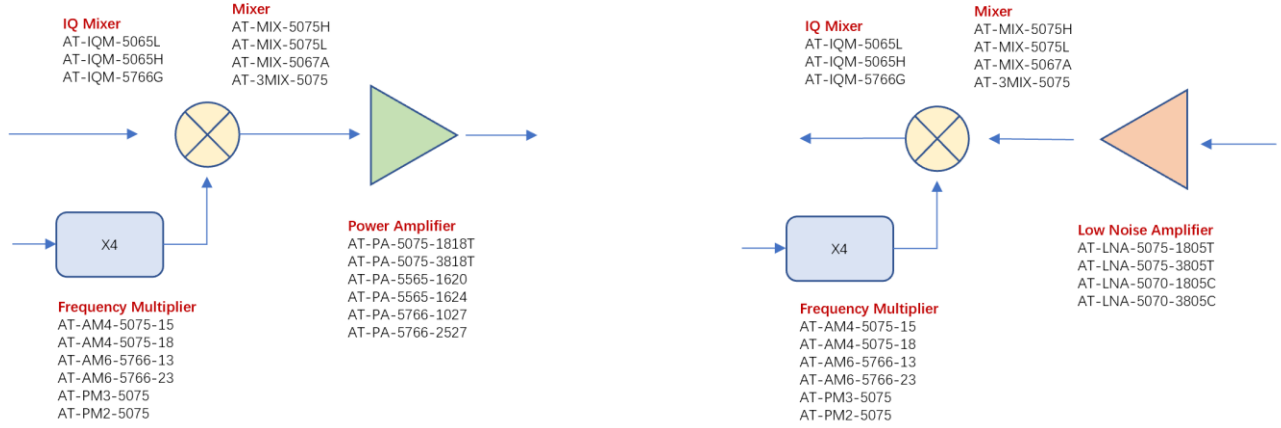 IQ Mixer
AT-IQM-5065L
AT-IQM-5065H
AT-IQM-5766G
Mixer
AT-MIX-5075H
AT-MIX-5075L
AT-MIX-5067A
AT-3MIX-5075
X4
Frequency Multiplier
AT-AM4-5075-15
AT-AM4-5075-18
AT-AM6-5766-13
AT-AM6-5766-23
AT-PM3-5075
AT-PM2-5075
Power Amplifier
AT-PA-5075-1818T
AT-PA-5075-3818T
AT-PA-5565-1620
AT-PA-5565-1624
AT-PA-5766-1027
AT-PA-5766-2527
IQ Mixer
AT-IQM-5065L
AT-IQM-5065H
AT-IQM-5766G
Mixer
AT-MIX-5075H
AT-MIX-5075L
AT-MIX-5067A
AT-3MIX-5075
X4
Frequency Multiplier
AT-AM4-5075-15
AT-AM4-5075-18
AT-AM6-5766-13
AT-AM6-5766-23
AT-PM3-5075
AT-PM2-5075
Low Noise Amplifier
AT-LNA-5075-1805T
AT-LNA-5075-3805T
AT-LNA-5070-1805C
AT-LNA-5070-3805C